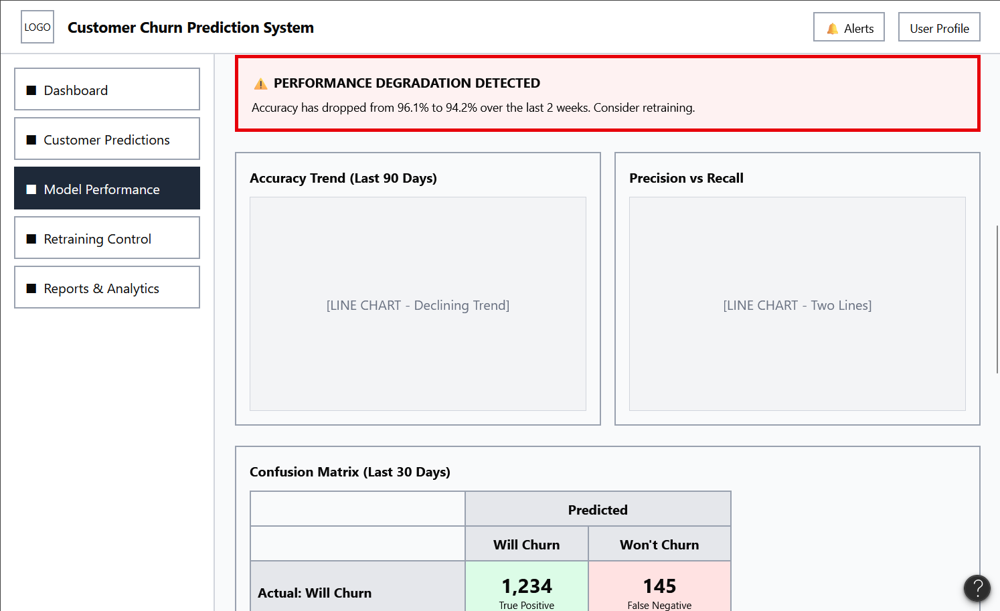 LOGO
Customer Churn Prediction System
Alerts
User Profile
Dashboard
Customer Predictions
Model Performance
Retraining Control
Reports & Analytics
PERFORMANCE DEGRADATION DETECTED
Accuracy has dropped from 96.1% to 94.2% over the last 2 weeks. Consider retraining.
Accuracy Trend (Last 90 Days)
[LINE CHART - Declining Trend]
Precision vs Recall
[LINE CHART - Two Lines]
Confusion Matrix (Last 30 Days)
Predicted
Will Churn
Won't Churn
Actual: Will Churn
1,234
True Positive
145
False Negative
?